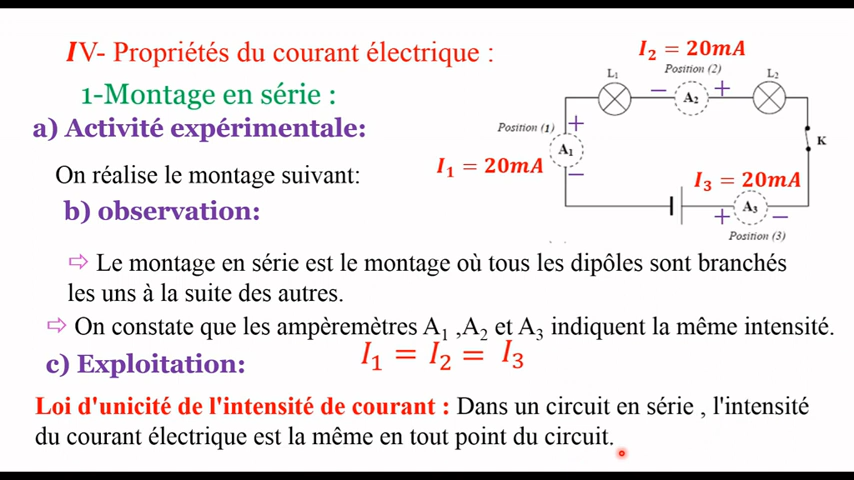 IV- Propriétés du courant électrique :
1-Montage en série :
a) Activité expérimentale:
On réalise le montage suivant:
I₂ = 20mA
Position (2)
L₁
L₂
− A₂ +
Position (1)
+
A₁
−
I₁ = 20mA
K
I₃ = 20mA
+ A₃ −
Position (3)
b) observation:
⇨ Le montage en série est le montage où tous les dipôles sont branchés
les uns à la suite des autres.
⇨ On constate que les ampèremètres A₁ ,A₂ et A₃ indiquent la même intensité.
c) Exploitation:
I₁ = I₂ = I₃
Loi d'unicité de l'intensité de courant : Dans un circuit en série , l'intensité
du courant électrique est la même en tout point du circuit.